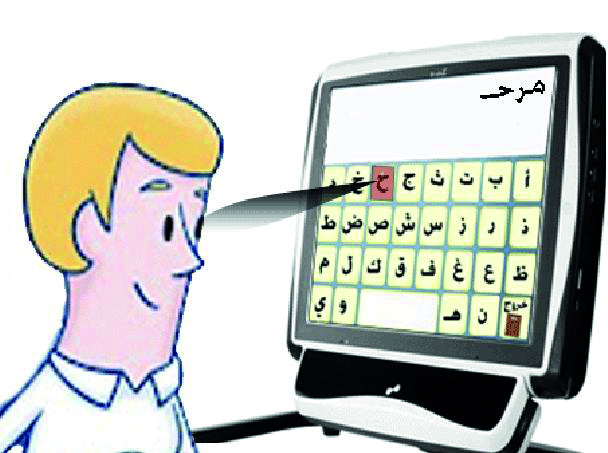 مرحـ
أ ب ت ث ج ح خ د
ذ ر ز س ش ص ض ط
ظ ع غ ف ق ك ل م
خروج ن هـ و ي